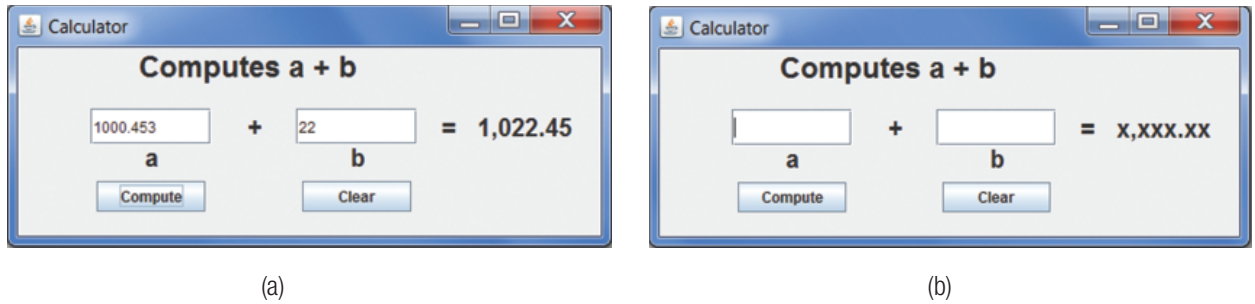 Calculator
Computes a + b
1000.453 + 22 = 1,022.45
a b
Compute Clear
(a)
Calculator
Computes a + b
+ = x,xxx.xx
a b
Compute Clear
(b)